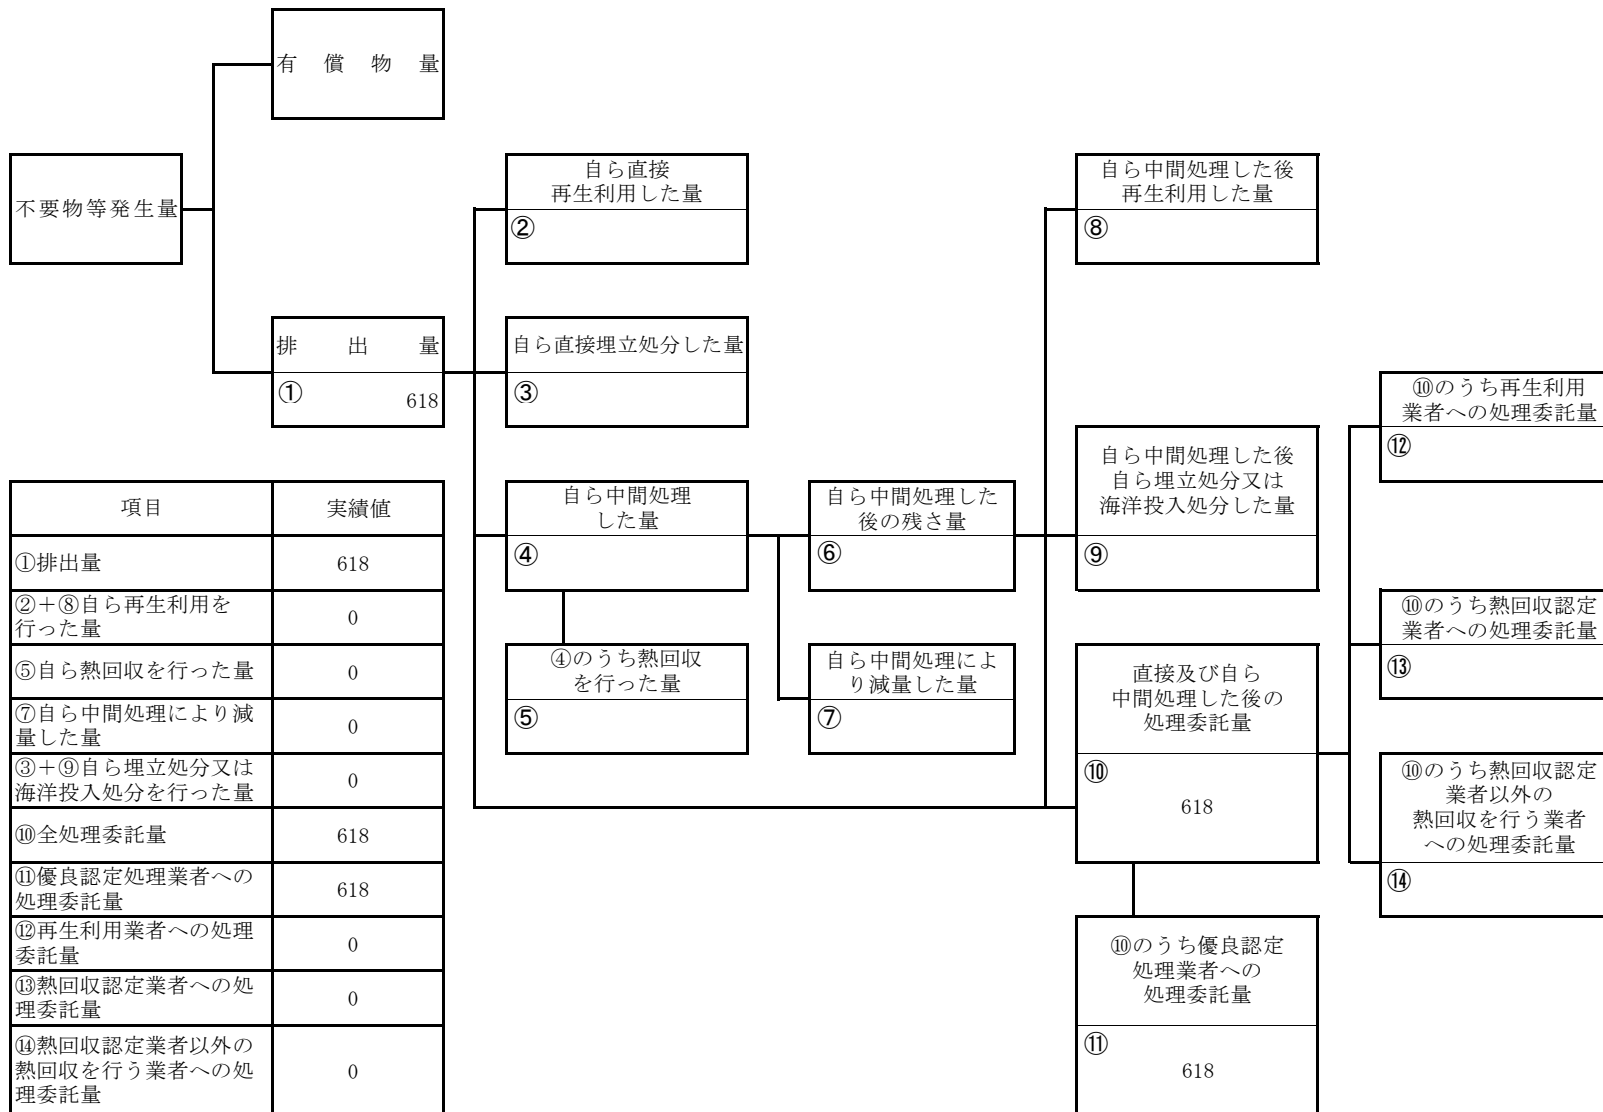 有償物量
不要物等発生量
排出量
①
618
自ら直接
再生利用した量
②
自ら直接埋立処分した量
③
自ら中間処理
した量
④
④のうち熱回収
を行った量
⑤
自ら中間処理した
後の残さ量
⑥
自ら中間処理によ
り減量した量
⑦
自ら中間処理した後
再生利用した量
⑧
自ら中間処理した後
自ら埋立処分又は
海洋投入処分した量
⑨
直接及び自ら
中間処理した後の
処理委託量
⑩
618
⑩のうち優良認定
処理業者への
処理委託量
⑪
618
⑩のうち再生利用
業者への処理委託量
⑫
⑩のうち熱回収認定
業者への処理委託量
⑬
⑩のうち熱回収認定
業者以外の
熱回収を行う業者
への処理委託量
⑭
項目 実績値
①排出量 618
②+⑧自ら再生利用を
行った量 0
⑤自ら熱回収を行った量 0
⑦自ら中間処理により減
量した量 0
③+⑨自ら埋立処分又は
海洋投入処分を行った量 0
⑩全処理委託量 618
⑪優良認定処理業者への
処理委託量 618
⑫再生利用業者への処理
委託量 0
⑬熱回収認定業者への処
理委託量 0
⑭熱回収認定業者以外の
熱回収を行う業者への処
理委託量 0